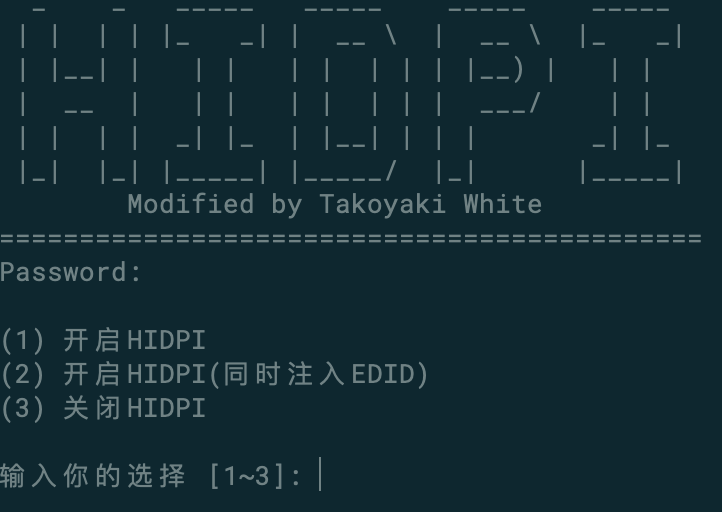 HIDPI
Modified by Takoyaki White
============================================
Password:
(1) 开启HIDPI
(2) 开启HIDPI(同时注入EDID)
(3) 关闭HIDPI
输入你的选择 [1~3]: